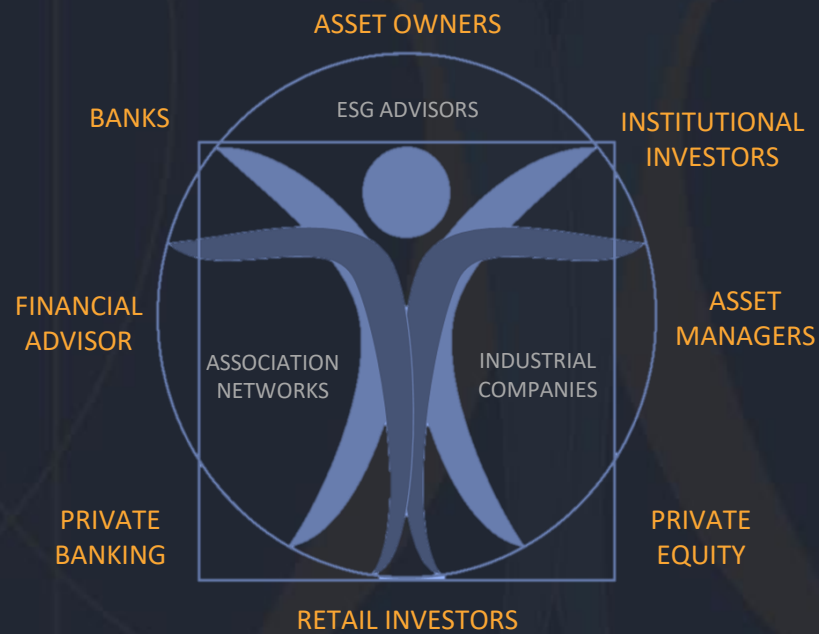 ASSET OWNERS
ESG ADVISORS
BANKS
INSTITUTIONAL
INVESTORS
FINANCIAL
ADVISOR
ASSET
MANAGERS
ASSOCIATION
NETWORKS
INDUSTRIAL
COMPANIES
PRIVATE
BANKING
PRIVATE
EQUITY
RETAIL INVESTORS